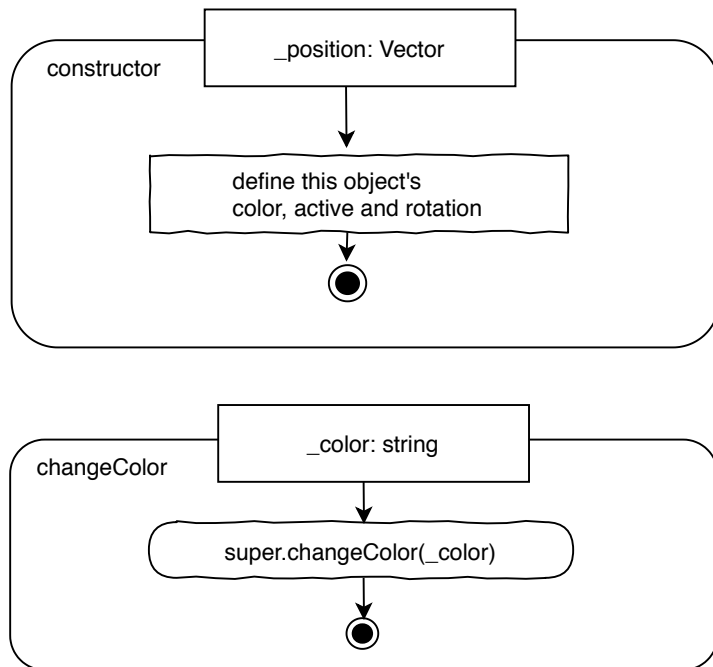 _position: Vector
constructor
define this object's
color, active and rotation
_color: string
changeColor
super.changeColor(_color)